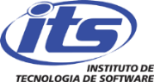 its
INSTITUTO DE
TECNOLOGIA DE SOFTWARE